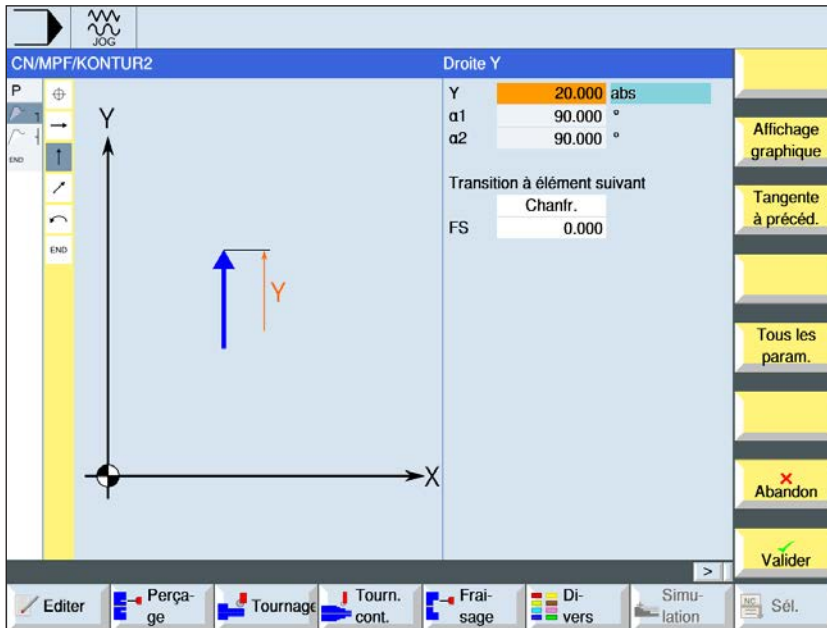 JOG
CN/MPF/KONTUR2
Droite Y
P
END
END
Y
Y
X
Y 20.000 abs
α1 90.000 °
α2 90.000 °
Transition à élément suivant
Chanfr.
FS 0.000
Affichage
graphique
Tangente
à précéd.
Tous les
param.
Abandon
Valider
>
Editer
Perça-
ge
Tournage
Tourn.
cont.
Frai-
sage
Di-
vers
Simu-
lation
NC
Sél.